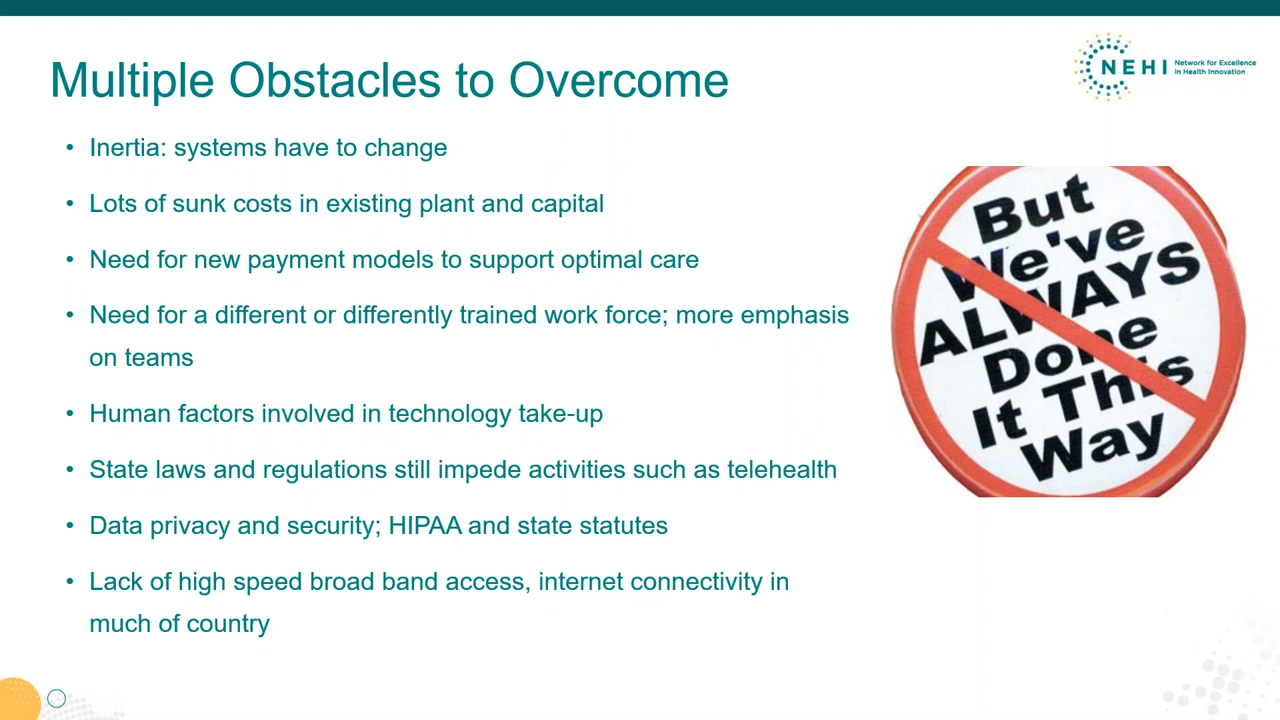 Multiple Obstacles to Overcome
NEHI
Network for Excellence
in Health Innovation
• Inertia: systems have to change
• Lots of sunk costs in existing plant and capital
• Need for new payment models to support optimal care
• Need for a different or differently trained work force; more emphasis
on teams
• Human factors involved in technology take-up
• State laws and regulations still impede activities such as telehealth
• Data privacy and security; HIPAA and state statutes
• Lack of high speed broad band access, internet connectivity in
much of country
But
We've
ALWAYS
Done
It This
Way